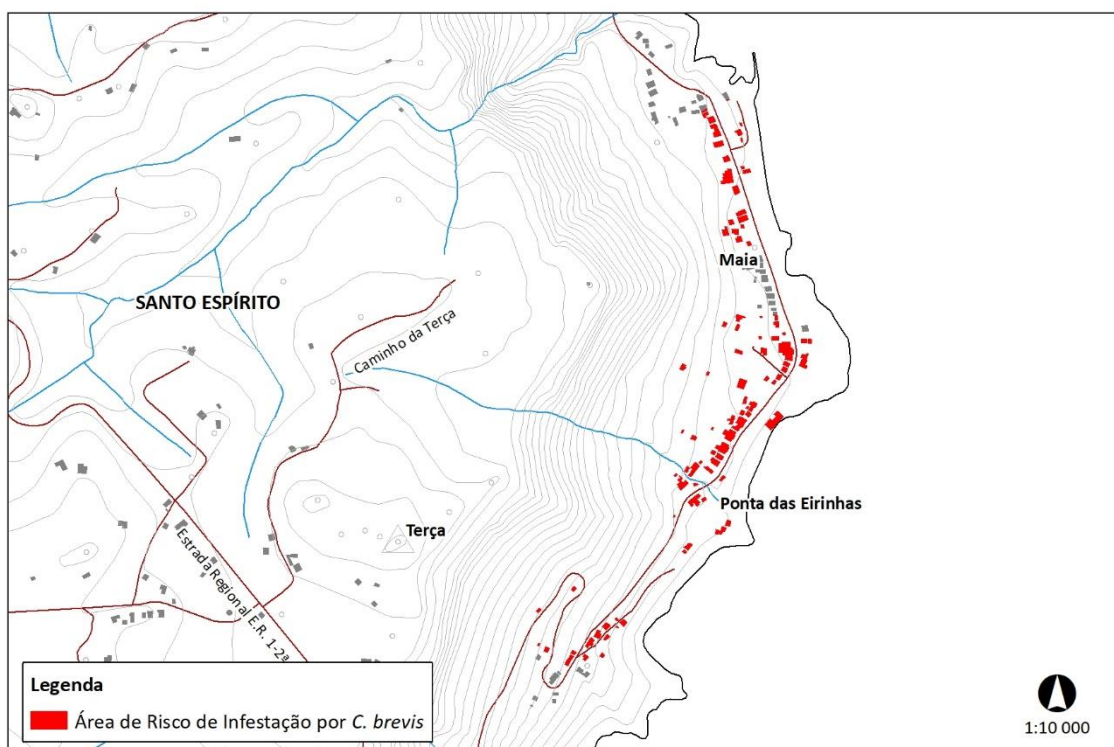 Maia
SANTO ESPÍRITO
Caminho da Terça
Ponta das Eirinhas
Terça
Estrada Regional E.R. 1-2ª
Legenda
Área de Risco de Infestação por C. brevis
1:10 000